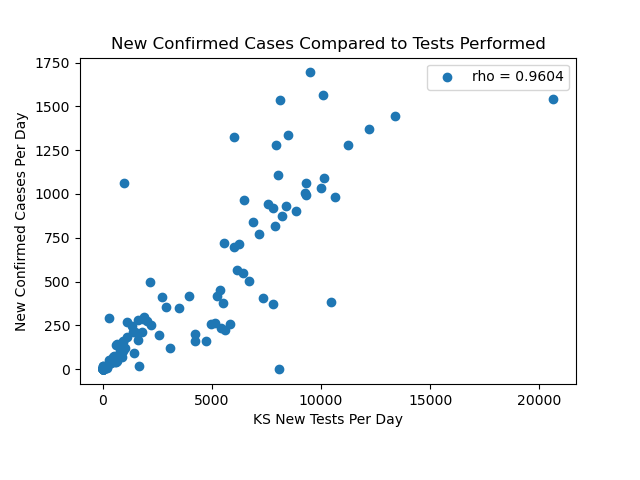 New Confirmed Cases Compared to Tests Performed
rho = 0.9604
New Confirmed Caeses Per Day
1750
1500
1250
1000
750
500
250
0
0 5000 10000 15000 20000
KS New Tests Per Day